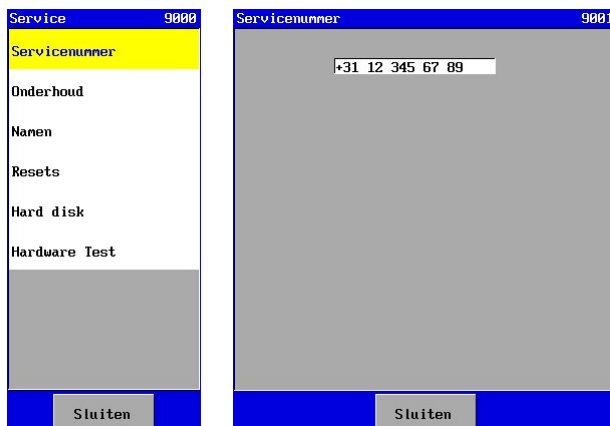 Service 9000
Servicenummer
Onderhoud
Namen
Resets
Hard disk
Hardware Test
Sluiten
Servicenummer 9001
+31 12 345 67 89
Sluiten